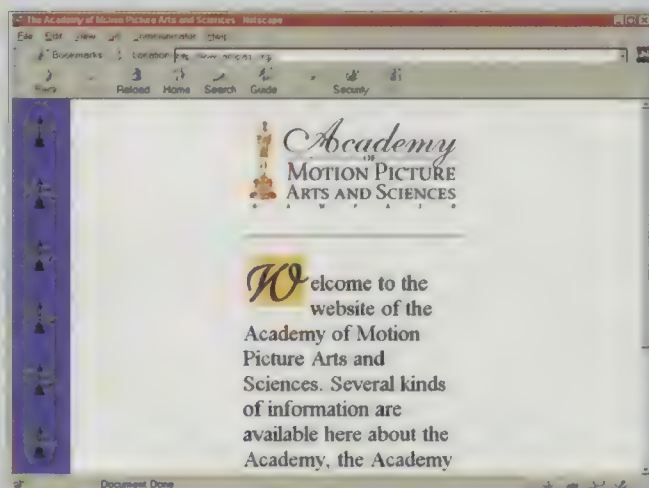 The Academy of Motion Picture Arts and Sciences Netscape
File Edit View Go Communicator Help
Bookmarks Location
Back Reload Home Search Guide Security
Academy
OF
MOTION PICTURE
ARTS AND SCIENCES
Welcome to the
website of the
Academy of Motion
Picture Arts and
Sciences. Several kinds
of information are
available here about the
Academy, the Academy
Document Done